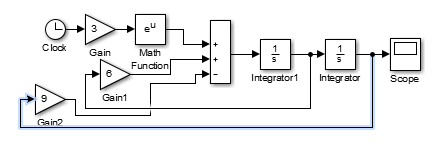 3
e^u
+
+
−
1
s
1
s
Clock
Gain
Math
Function
6
Integrator1
Integrator
Scope
9
Gain1
Gain2